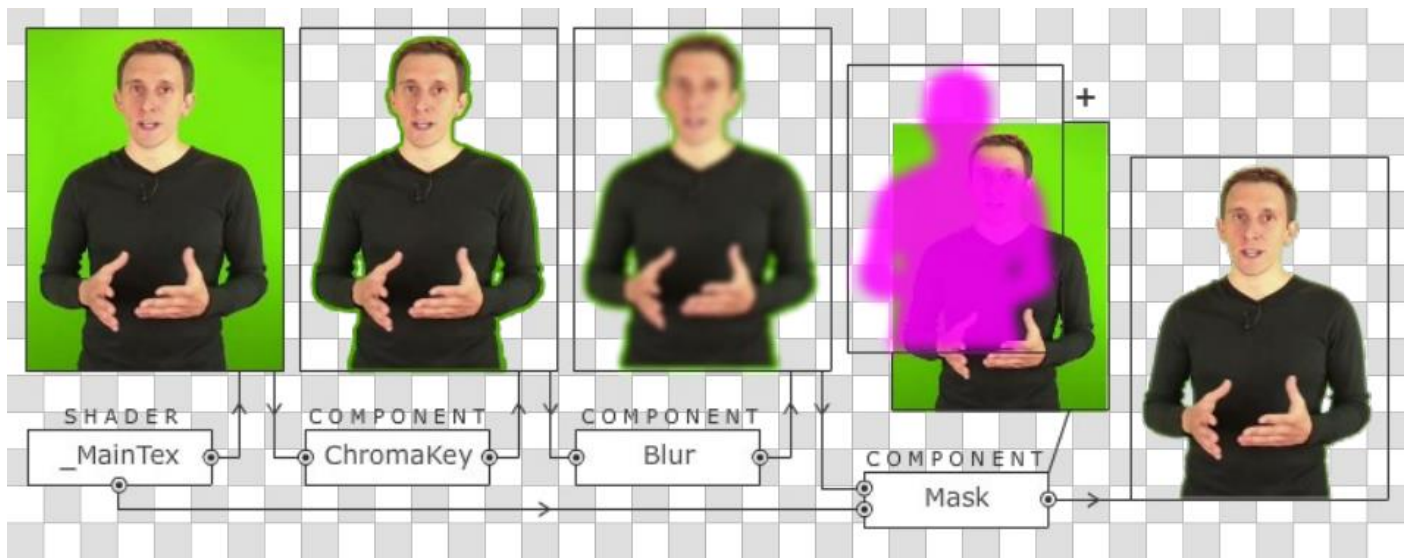 +
SHADER
_MainTex
COMPONENT
ChromaKey
COMPONENT
Blur
COMPONENT
Mask